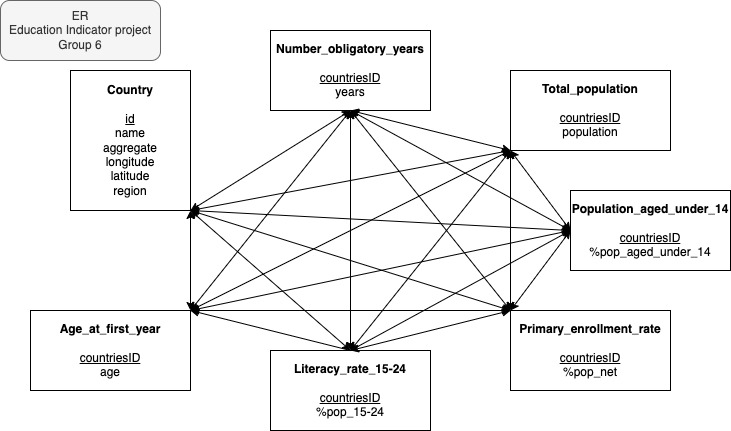 ER
Education Indicator project
Group 6
Number_obligatory_years
countriesID
years
Country
id
name
aggregate
longitude
latitude
region
Total_population
countriesID
population
Population_aged_under_14
countriesID
%pop_aged_under_14
Age_at_first_year
countriesID
age
Literacy_rate_15-24
countriesID
%pop_15-24
Primary_enrollment_rate
countriesID
%pop_net